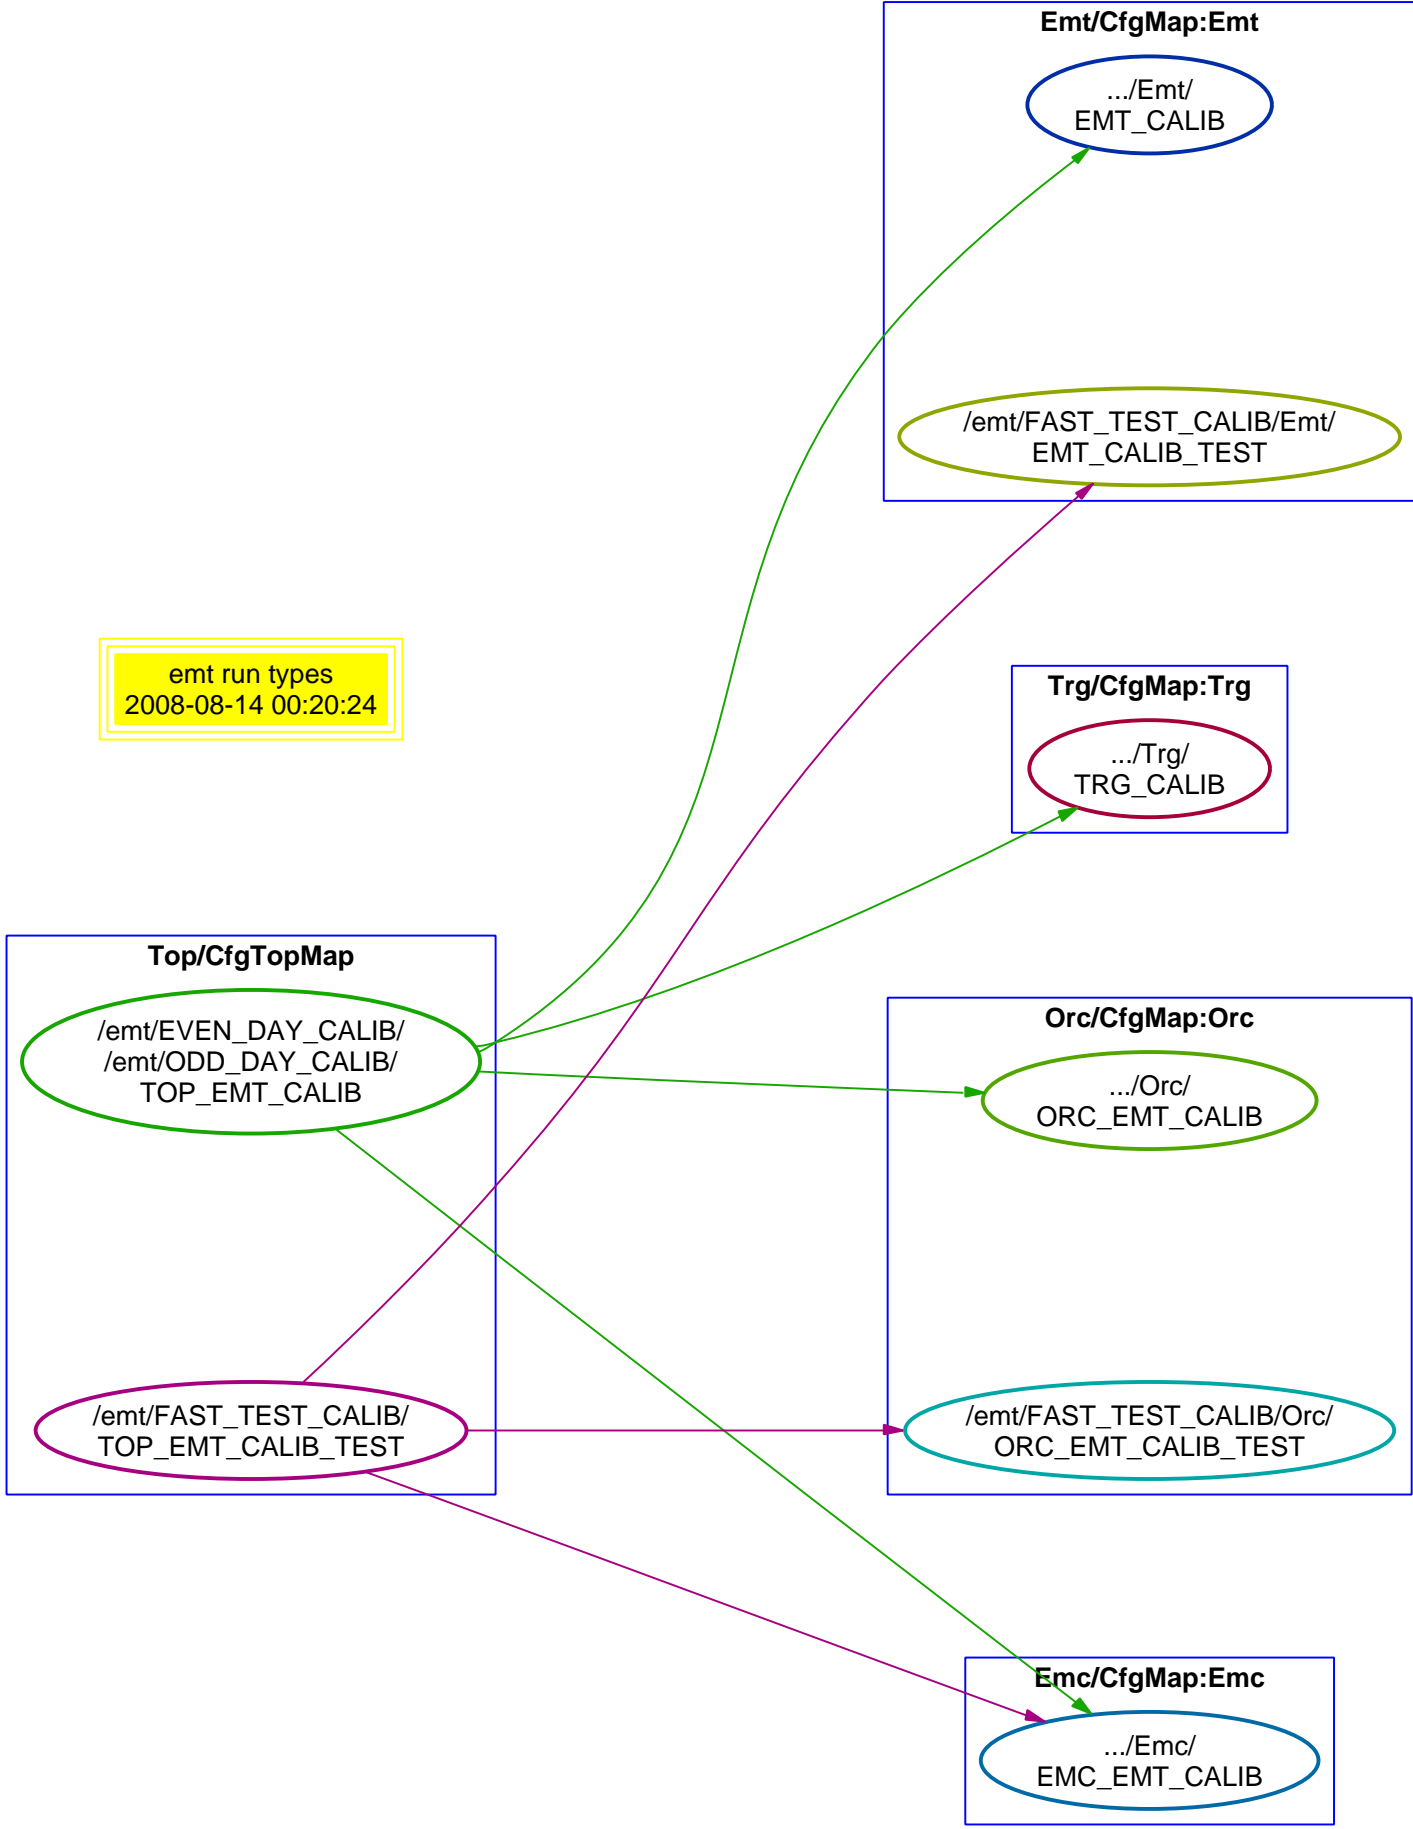 Emt/CfgMap:Emt
.../Emt/
EMT_CALIB
/emt/FAST_TEST_CALIB/Emt/
EMT_CALIB_TEST
emt run types
2008-08-14 00:20:24
Trg/CfgMap:Trg
.../Trg/
TRG_CALIB
Top/CfgTopMap
/emt/EVEN_DAY_CALIB/
/emt/ODD_DAY_CALIB/
TOP_EMT_CALIB
Orc/CfgMap:Orc
.../Orc/
ORC_EMT_CALIB
/emt/FAST_TEST_CALIB/
TOP_EMT_CALIB_TEST
/emt/FAST_TEST_CALIB/Orc/
ORC_EMT_CALIB_TEST
Emc/CfgMap:Emc
.../Emc/
EMC_EMT_CALIB